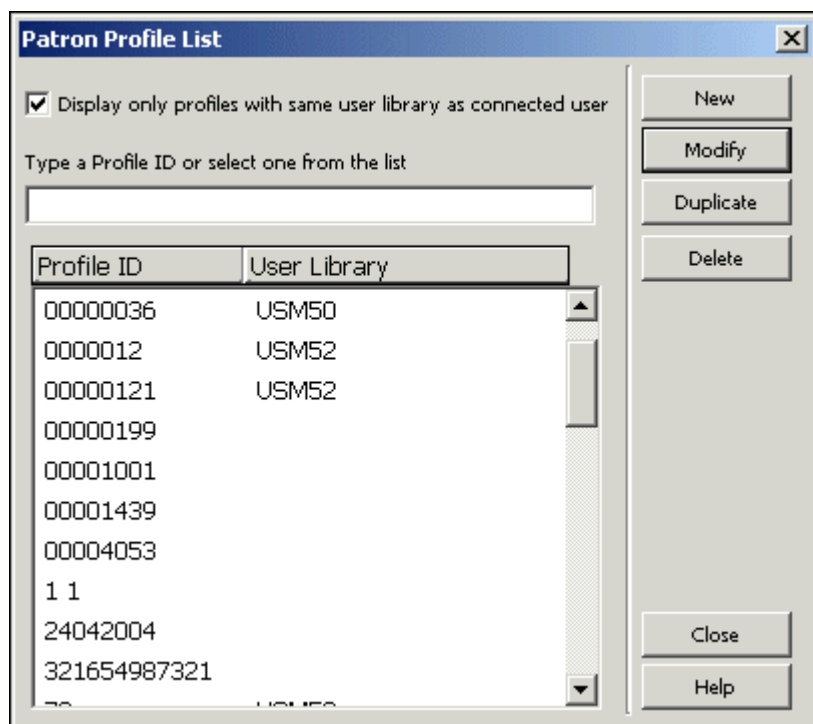 Patron Profile List
Display only profiles with same user library as connected user
Type a Profile ID or select one from the list
Profile ID User Library
00000036 USM50
0000012 USM52
00000121 USM52
00000199
00001001
00001439
00004053
1 1
24042004
321654987321
New
Modify
Duplicate
Delete
Close
Help